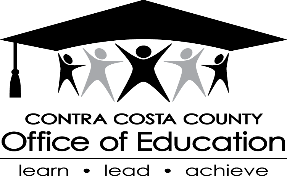 CONTRA COSTA COUNTY
Office of Education
learn • lead • achieve